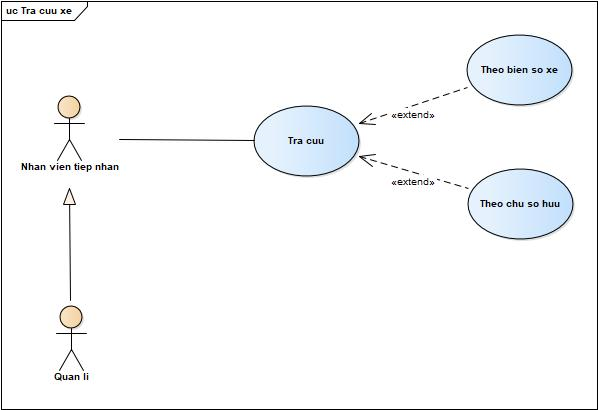 uc Tra cuu xe
Theo bien so xe
«extend»
Tra cuu
Nhan vien tiep nhan
«extend»
Theo chu so huu
Quan li